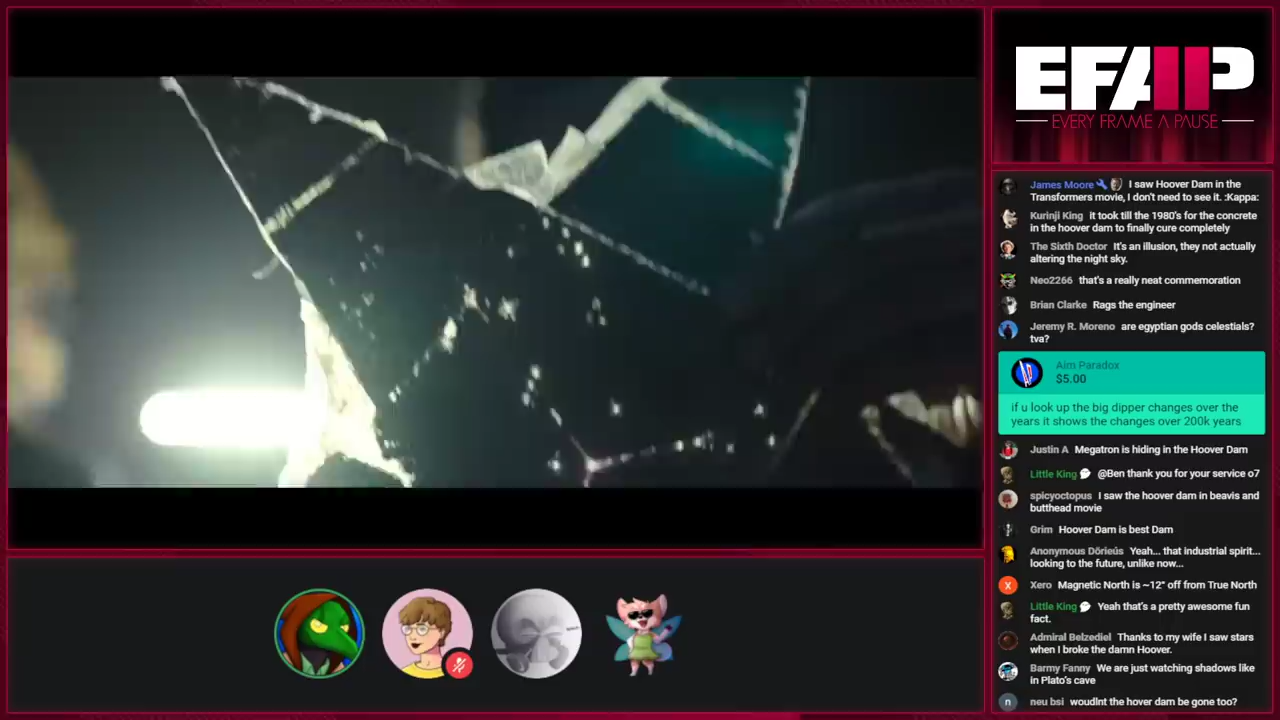 EFAP
EVERY FRAME A PAUSE
James Moore I saw Hoover Dam in the
Transformers movie, I don't need to see it. :Kappa:
Kurinji King it took till the 1980's for the concrete
in the hoover dam to finally cure completely
The Sixth Doctor It's an illusion, they not actually
altering the night sky.
Neo2266 that's a really neat commemoration
Brian Clarke Rags the engineer
Jeremy R. Moreno are egyptian gods celestials?
tva?
Aim Paradox
$5.00
if u look up the big dipper changes over the
years it shows the changes over 200k years
Justin A Megatron is hiding in the Hoover Dam
Little King @Ben thank you for your service o7
spicyoctopus I saw the hoover dam in beavis and
butthead movie
Grim Hoover Dam is best Dam
Anonymous Dōrieús Yeah... that industrial spirit...
looking to the future, unlike now...
X
Xero Magnetic North is ~12° off from True North
Little King Yeah that's a pretty awesome fun
fact.
Admiral Belzediel Thanks to my wife I saw stars
when I broke the damn Hoover.
Barmy Fanny We are just watching shadows like
in Plato's cave
n
neu bsi woudlnt the hover dam be gone too?